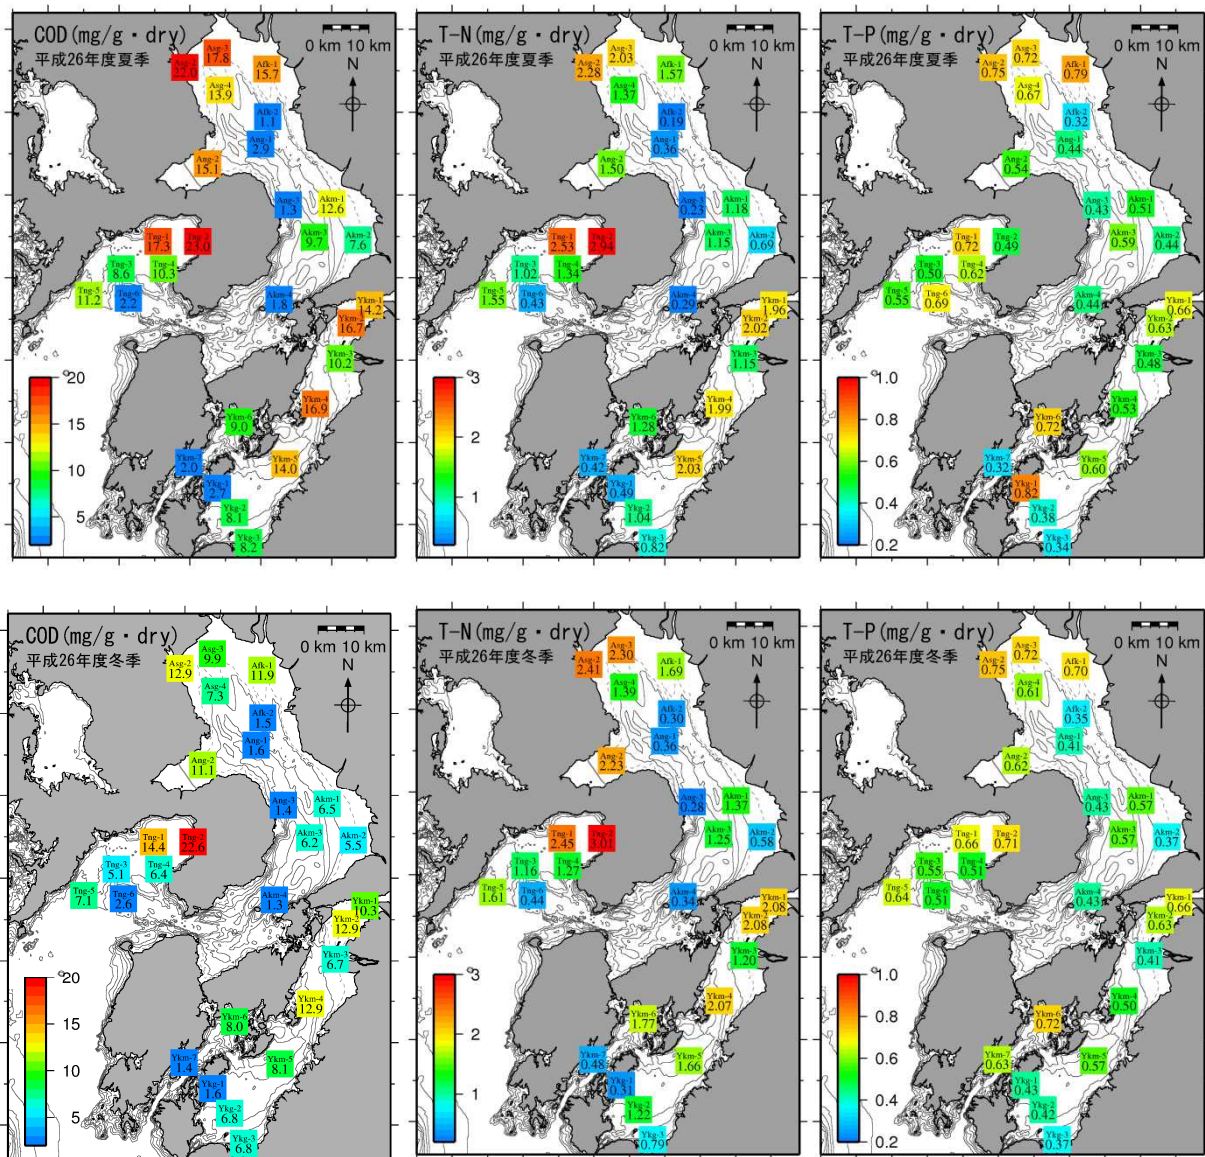 COD(mg/g・dry)
平成26年度夏季
0 km 10 km
N
Asg-3
17.8
Asg-2
22.0
Afk-1
15.7
Asg-4
13.9
Afk-2
1.1
Ang-1
2.9
Ang-2
15.1
Ang-3
1.3
Akm-1
12.6
Akm-3
9.7
Akm-2
7.6
Tng-1
17.3
Tng-2
23.0
Tng-3
8.6
Tng-4
10.3
Tng-5
11.2
Tng-6
2.2
Akm-4
1.8
Ykm-1
14.2
Ykm-2
16.7
Ykm-3
10.2
Ykm-4
16.9
Ykm-6
9.0
Ykm-7
2.0
Ykm-5
14.0
Ykg-1
2.7
Ykg-2
8.1
Ykg-3
8.2
20
15
10
5
T-N(mg/g・dry)
平成26年度夏季
0 km 10 km
N
Asg-3
2.03
Asg-2
2.28
Afk-1
1.57
Asg-4
1.37
Afk-2
0.19
Ang-1
0.36
Ang-2
1.50
Ang-3
0.23
Akm-1
1.18
Akm-3
1.15
Akm-2
0.69
Tng-1
2.53
Tng-2
2.94
Tng-3
1.02
Tng-4
1.34
Tng-5
1.55
Tng-6
0.43
Akm-4
0.29
Ykm-1
1.96
Ykm-2
2.02
Ykm-3
1.15
Ykm-4
1.99
Ykm-6
1.28
Ykm-7
0.42
Ykm-5
2.03
Ykg-1
0.49
Ykg-2
1.04
Ykg-3
0.82
3
2
1
T-P(mg/g・dry)
平成26年度夏季
0 km 10 km
N
Asg-3
0.72
Asg-2
0.75
Afk-1
0.79
Asg-4
0.67
Afk-2
0.32
Ang-1
0.44
Ang-2
0.54
Ang-3
0.43
Akm-1
0.51
Akm-3
0.59
Akm-2
0.44
Tng-1
0.72
Tng-2
0.49
Tng-3
0.50
Tng-4
0.62
Tng-5
0.55
Tng-6
0.69
Akm-4
0.44
Ykm-1
0.66
Ykm-2
0.63
Ykm-3
0.48
Ykm-4
0.53
Ykm-6
0.72
Ykm-7
0.32
Ykm-5
0.60
Ykg-1
0.82
Ykg-2
0.38
Ykg-3
0.34
1.0
0.8
0.6
0.4
0.2
COD(mg/g・dry)
平成26年度冬季
0 km 10 km
N
Asg-3
9.9
Asg-2
12.9
Afk-1
11.9
Asg-4
7.3
Afk-2
1.5
Ang-1
1.6
Ang-2
11.1
Ang-3
1.4
Akm-1
6.5
Akm-3
6.2
Akm-2
5.5
Tng-1
14.4
Tng-2
22.6
Tng-3
5.1
Tng-4
6.4
Tng-5
7.1
Tng-6
2.6
Akm-4
1.3
Ykm-1
10.3
Ykm-2
12.9
Ykm-3
6.7
Ykm-4
12.9
Ykm-6
8.0
Ykm-7
1.4
Ykm-5
8.1
Ykg-1
1.6
Ykg-2
6.8
Ykg-3
6.8
20
15
10
5
T-N(mg/g・dry)
平成26年度冬季
0 km 10 km
N
Asg-3
2.30
Asg-2
2.41
Afk-1
1.69
Asg-4
1.39
Afk-2
0.30
Ang-1
0.36
Ang-2
2.23
Ang-3
0.28
Akm-1
1.37
Akm-3
1.25
Akm-2
0.58
Tng-1
2.45
Tng-2
3.01
Tng-3
1.16
Tng-4
1.27
Tng-5
1.61
Tng-6
0.44
Akm-4
0.34
Ykm-1
2.08
Ykm-2
2.08
Ykm-3
1.20
Ykm-4
2.07
Ykm-6
1.77
Ykm-7
0.48
Ykm-5
1.66
Ykg-1
0.31
Ykg-2
1.22
Ykg-3
0.79
3
2
1
T-P(mg/g・dry)
平成26年度冬季
0 km 10 km
N
Asg-3
0.72
Asg-2
0.75
Afk-1
0.70
Asg-4
0.61
Afk-2
0.35
Ang-1
0.41
Ang-2
0.62
Ang-3
0.43
Akm-1
0.57
Akm-3
0.57
Akm-2
0.37
Tng-1
0.66
Tng-2
0.71
Tng-3
0.55
Tng-4
0.51
Tng-5
0.64
Tng-6
0.51
Akm-4
0.43
Ykm-1
0.66
Ykm-2
0.63
Ykm-3
0.41
Ykm-4
0.50
Ykm-6
0.72
Ykm-7
0.63
Ykm-5
0.57
Ykg-1
0.43
Ykg-2
0.42
Ykg-3
0.37
1.0
0.8
0.6
0.4
0.2